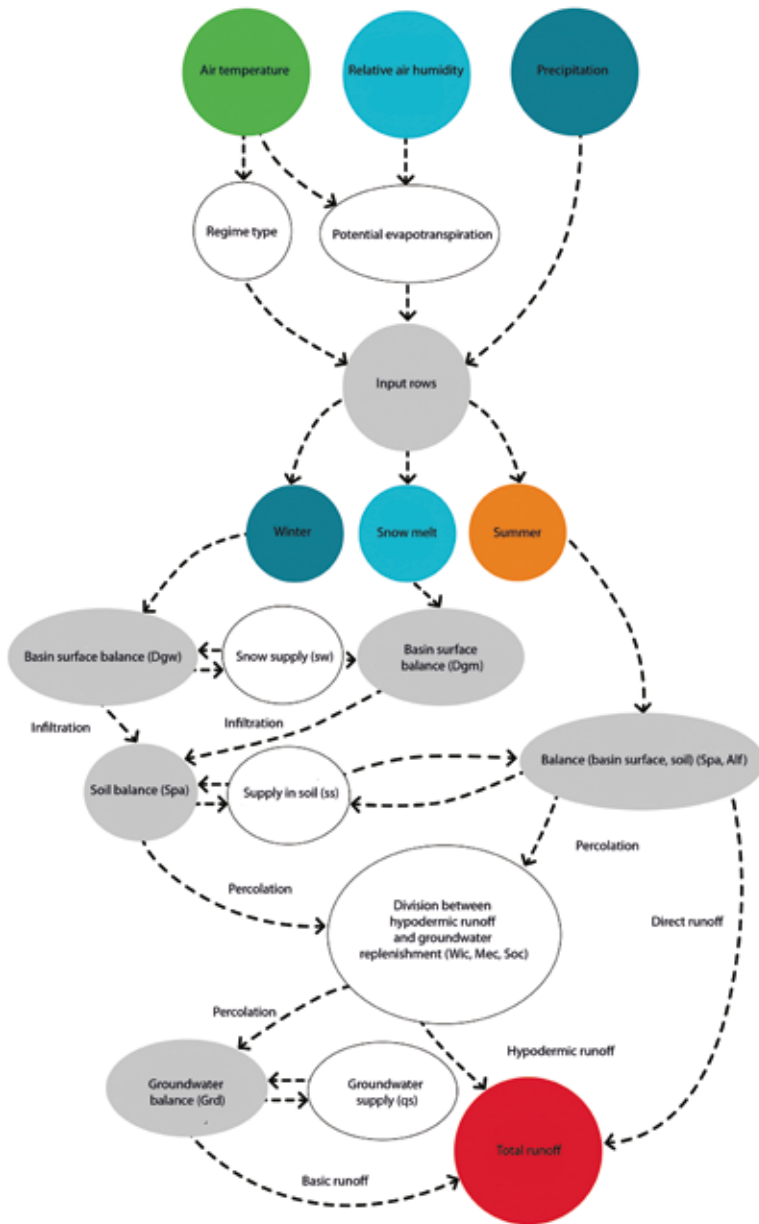 Air temperature
Relative air humidity
Precipitation
Regime type
Potential evapotranspiration
Input rows
Winter
Snow melt
Summer
Basin surface balance (Dgw)
Snow supply (sw)
Basin surface
balance (Dgm)
Infiltration
Infiltration
Soil balance (Spa)
Supply in soil (ss)
Balance (basin surface, soil) (Spa, Alf)
Percolation
Percolation
Division between
hypodermic runoff
and groundwater
replenishment (Wic, Mec, Soc)
Direct runoff
Percolation
Hypodermic runoff
Groundwater
balance (Grd)
Groundwater
supply (qs)
Total runoff
Basic runoff